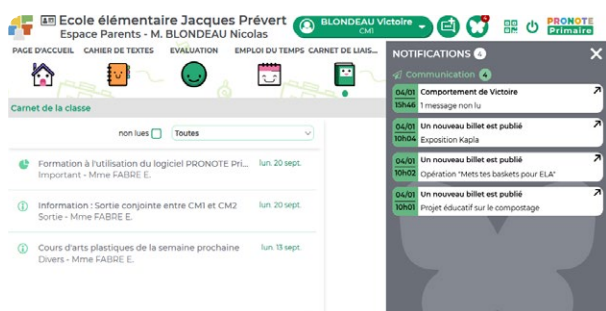 Ecole élémentaire Jacques Prévert
Espace Parents - M. BLONDEAU Nicolas
BLONDEAU Victoire
CM1
PRONOTE
Primaire
PAGE D'ACCUEIL CAHIER DE TEXTES EVALUATION EMPLOI DU TEMPS CARNET DE LIAIS...
Carnet de la classe
non lues Toutes
Formation à l'utilisation du logiciel PRONOTE Pri... lun. 20 sept.
Important - Mme FABRE E.
Information : Sortie conjointe entre CM1 et CM2 lun. 20 sept.
Sortie - Mme FABRE E.
Cours d'arts plastiques de la semaine prochaine lun. 13 sept.
Divers - Mme FABRE E.
NOTIFICATIONS 4
Communication 4
04/01 Comportement de Victoire
15h46 1 message non lu
04/01 Un nouveau billet est publié
10h04 Exposition Kapla
04/01 Un nouveau billet est publié
10h02 Opération "Mets tes baskets pour ELA"
04/01 Un nouveau billet est publié
10h01 Projet éducatif sur le compostage